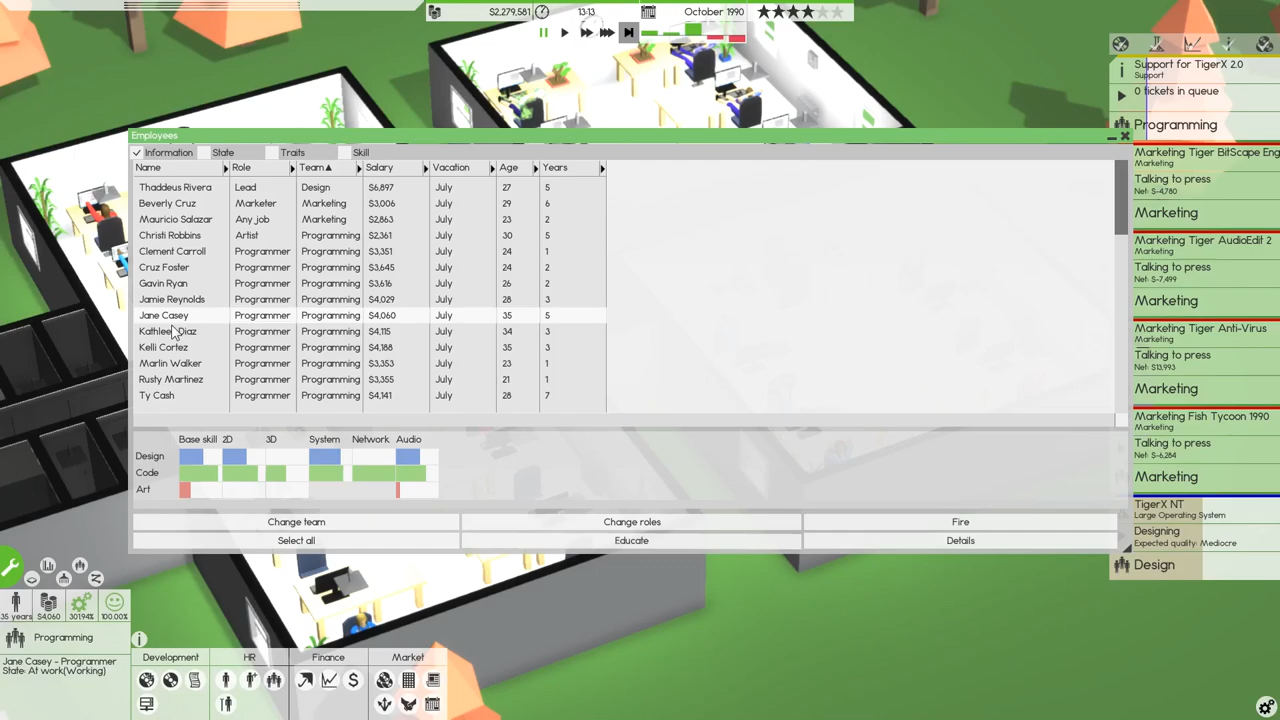 $2,279,581 13:13 October 1990
Support for TigerX 2.0
Support
0 tickets in queue
Programming
Employees
Information State Traits Skill
Name Role Team Salary Vacation Age Years
Thaddeus Rivera Lead Design $6,897 July 27 5
Beverly Cruz Marketer Marketing $3,006 July 29 6
Mauricio Salazar Any job Marketing $2,863 July 23 2
Christi Robbins Artist Programming $2,361 July 30 5
Clement Carroll Programmer Programming $3,351 July 24 1
Cruz Foster Programmer Programming $3,645 July 24 2
Gavin Ryan Programmer Programming $3,616 July 26 2
Jamie Reynolds Programmer Programming $4,029 July 28 3
Jane Casey Programmer Programming $4,060 July 35 5
Kathleen Diaz Programmer Programming $4,115 July 34 3
Kelli Cortez Programmer Programming $4,188 July 35 3
Marlin Walker Programmer Programming $3,353 July 23 1
Rusty Martinez Programmer Programming $3,355 July 21 1
Ty Cash Programmer Programming $4,141 July 28 7
Base skill 2D 3D System Network Audio
Design
Code
Art
Change team Change roles Fire
Select all Educate Details
Marketing Tiger BitScape Eng
Marketing
Talking to press
Net: $-4,780
Marketing
Marketing Tiger AudioEdit 2
Marketing
Talking to press
Net: $-7,499
Marketing
Marketing Tiger Anti-Virus
Marketing
Talking to press
Net: $13,993
Marketing
Marketing Fish Tycoon 1990
Marketing
Talking to press
Net: $-6,284
Marketing
TigerX NT
Large Operating System
Designing
Expected quality: Mediocre
Design
35 years $4,060 301.94% 100.00%
Programming
Jane Casey - Programmer
State: At work(Working)
Development HR Finance Market